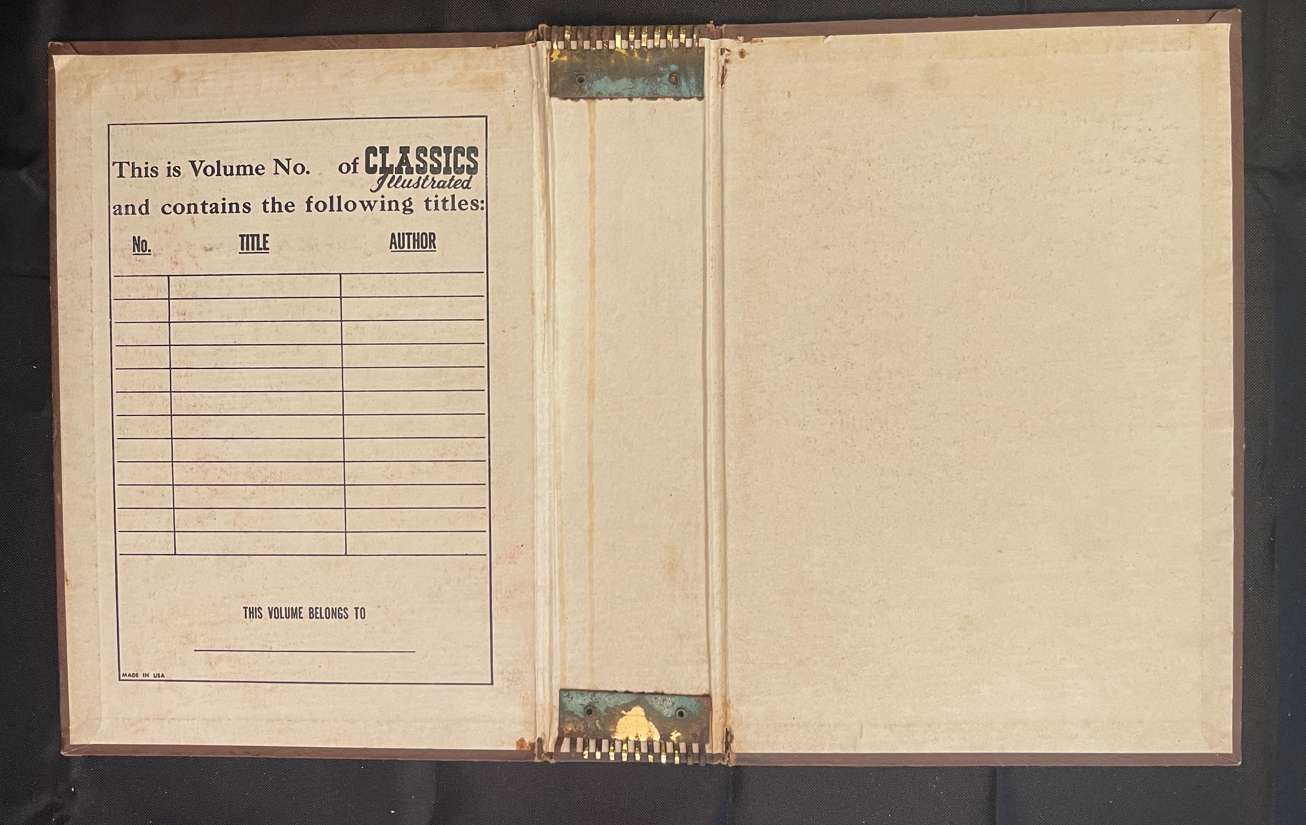 This is Volume No. of CLASSICS Illustrated
and contains the following titles:
No. TITLE AUTHOR
THIS VOLUME BELONGS TO
MADE IN USA